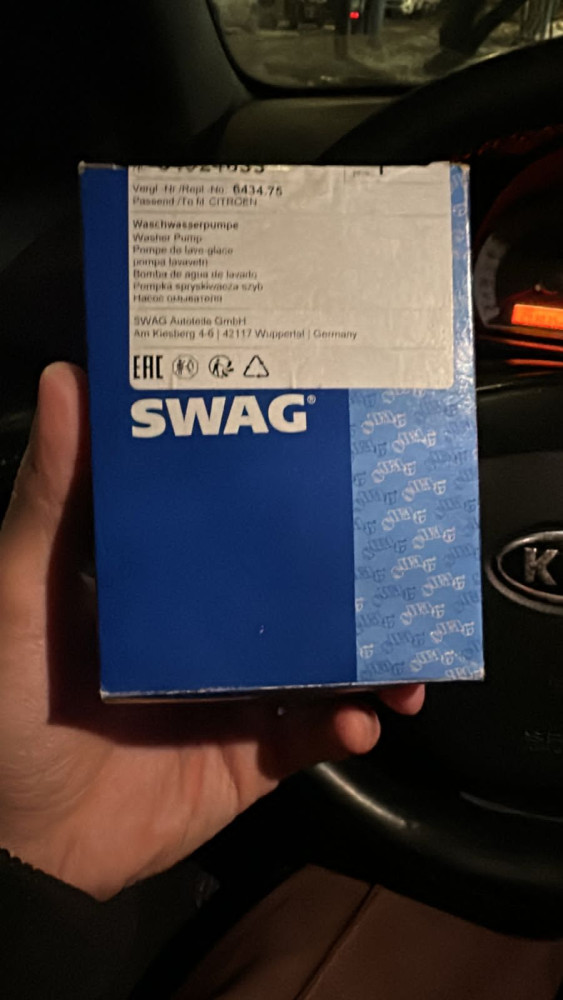 Vergl.-Nr./Repl.-No. 6434.75
Passend /To fit CITROEN
Waschwasserpumpe
Washer Pump
Pompe de lave-glace
pompa lavavetri
Bomba de agua de lavado
Pompka spryskiwacza szyb
Насос омывателя
SWAG Autoteile GmbH
Am Kiesberg 4-6 | 42117 Wuppertal | Germany
EAC
SWAG®